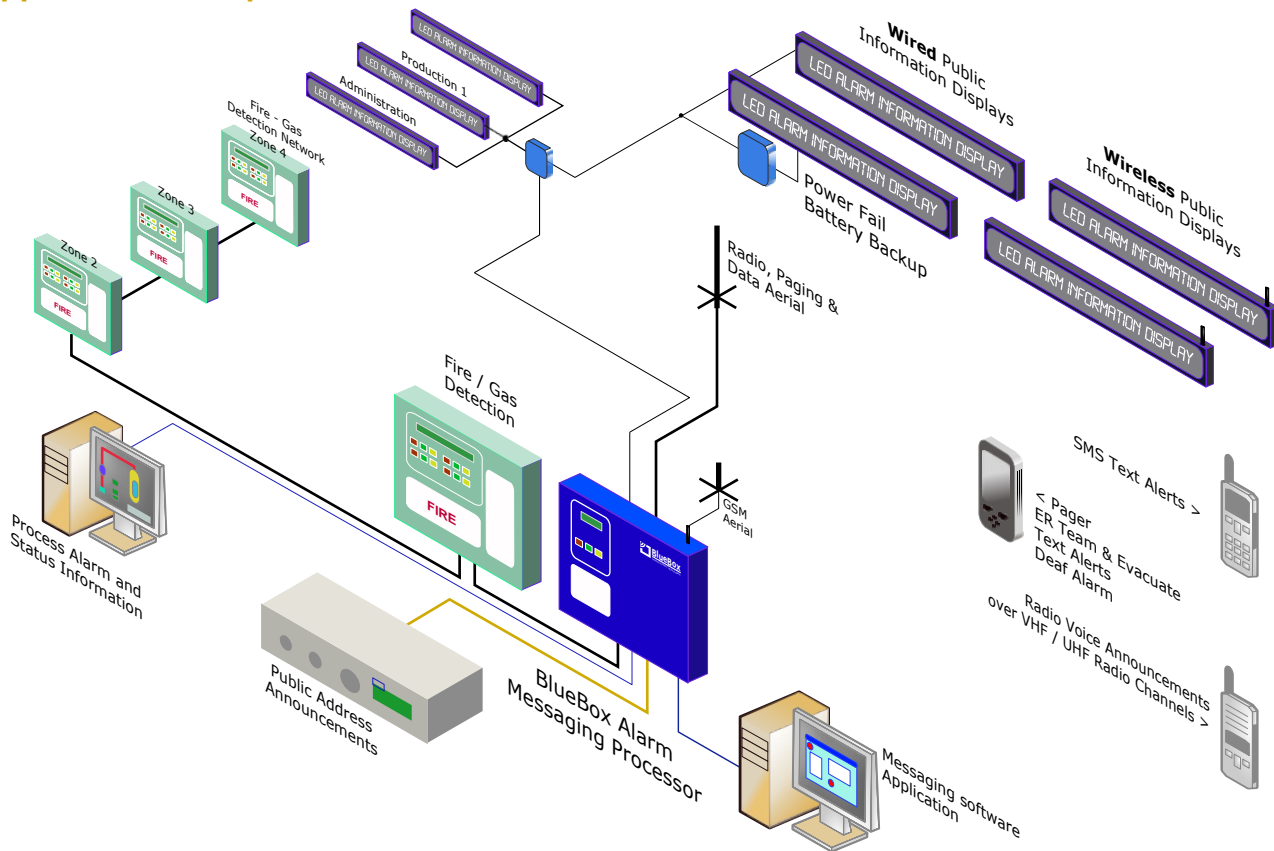 LED ALARM INFORMATION DISPLAY
Production 1
LED ALARM INFORMATION DISPLAY
Administration
LED ALARM INFORMATION DISPLAY
Wired Public
Information Displays
LED ALARM INFORMATION DISPLAY
LED ALARM INFORMATION DISPLAY
Wireless Public
Information Displays
LED ALARM INFORMATION DISPLAY
LED ALARM INFORMATION DISPLAY
Fire - Gas
Detection Network
Zone 4
FIRE
Zone 3
FIRE
Zone 2
FIRE
Power Fail
Battery Backup
Radio, Paging &
Data Aerial
Fire / Gas
Detection
FIRE
GSM
Aerial
BlueBox
SMS Text Alerts >
< Pager
ER Team & Evacuate
Text Alerts
Deaf Alarm
Radio Voice Announcements
over VHF / UHF Radio Channels >
Process Alarm and
Status Information
Public Address
Announcements
BlueBox Alarm
Messaging Processor
Messaging software
Application